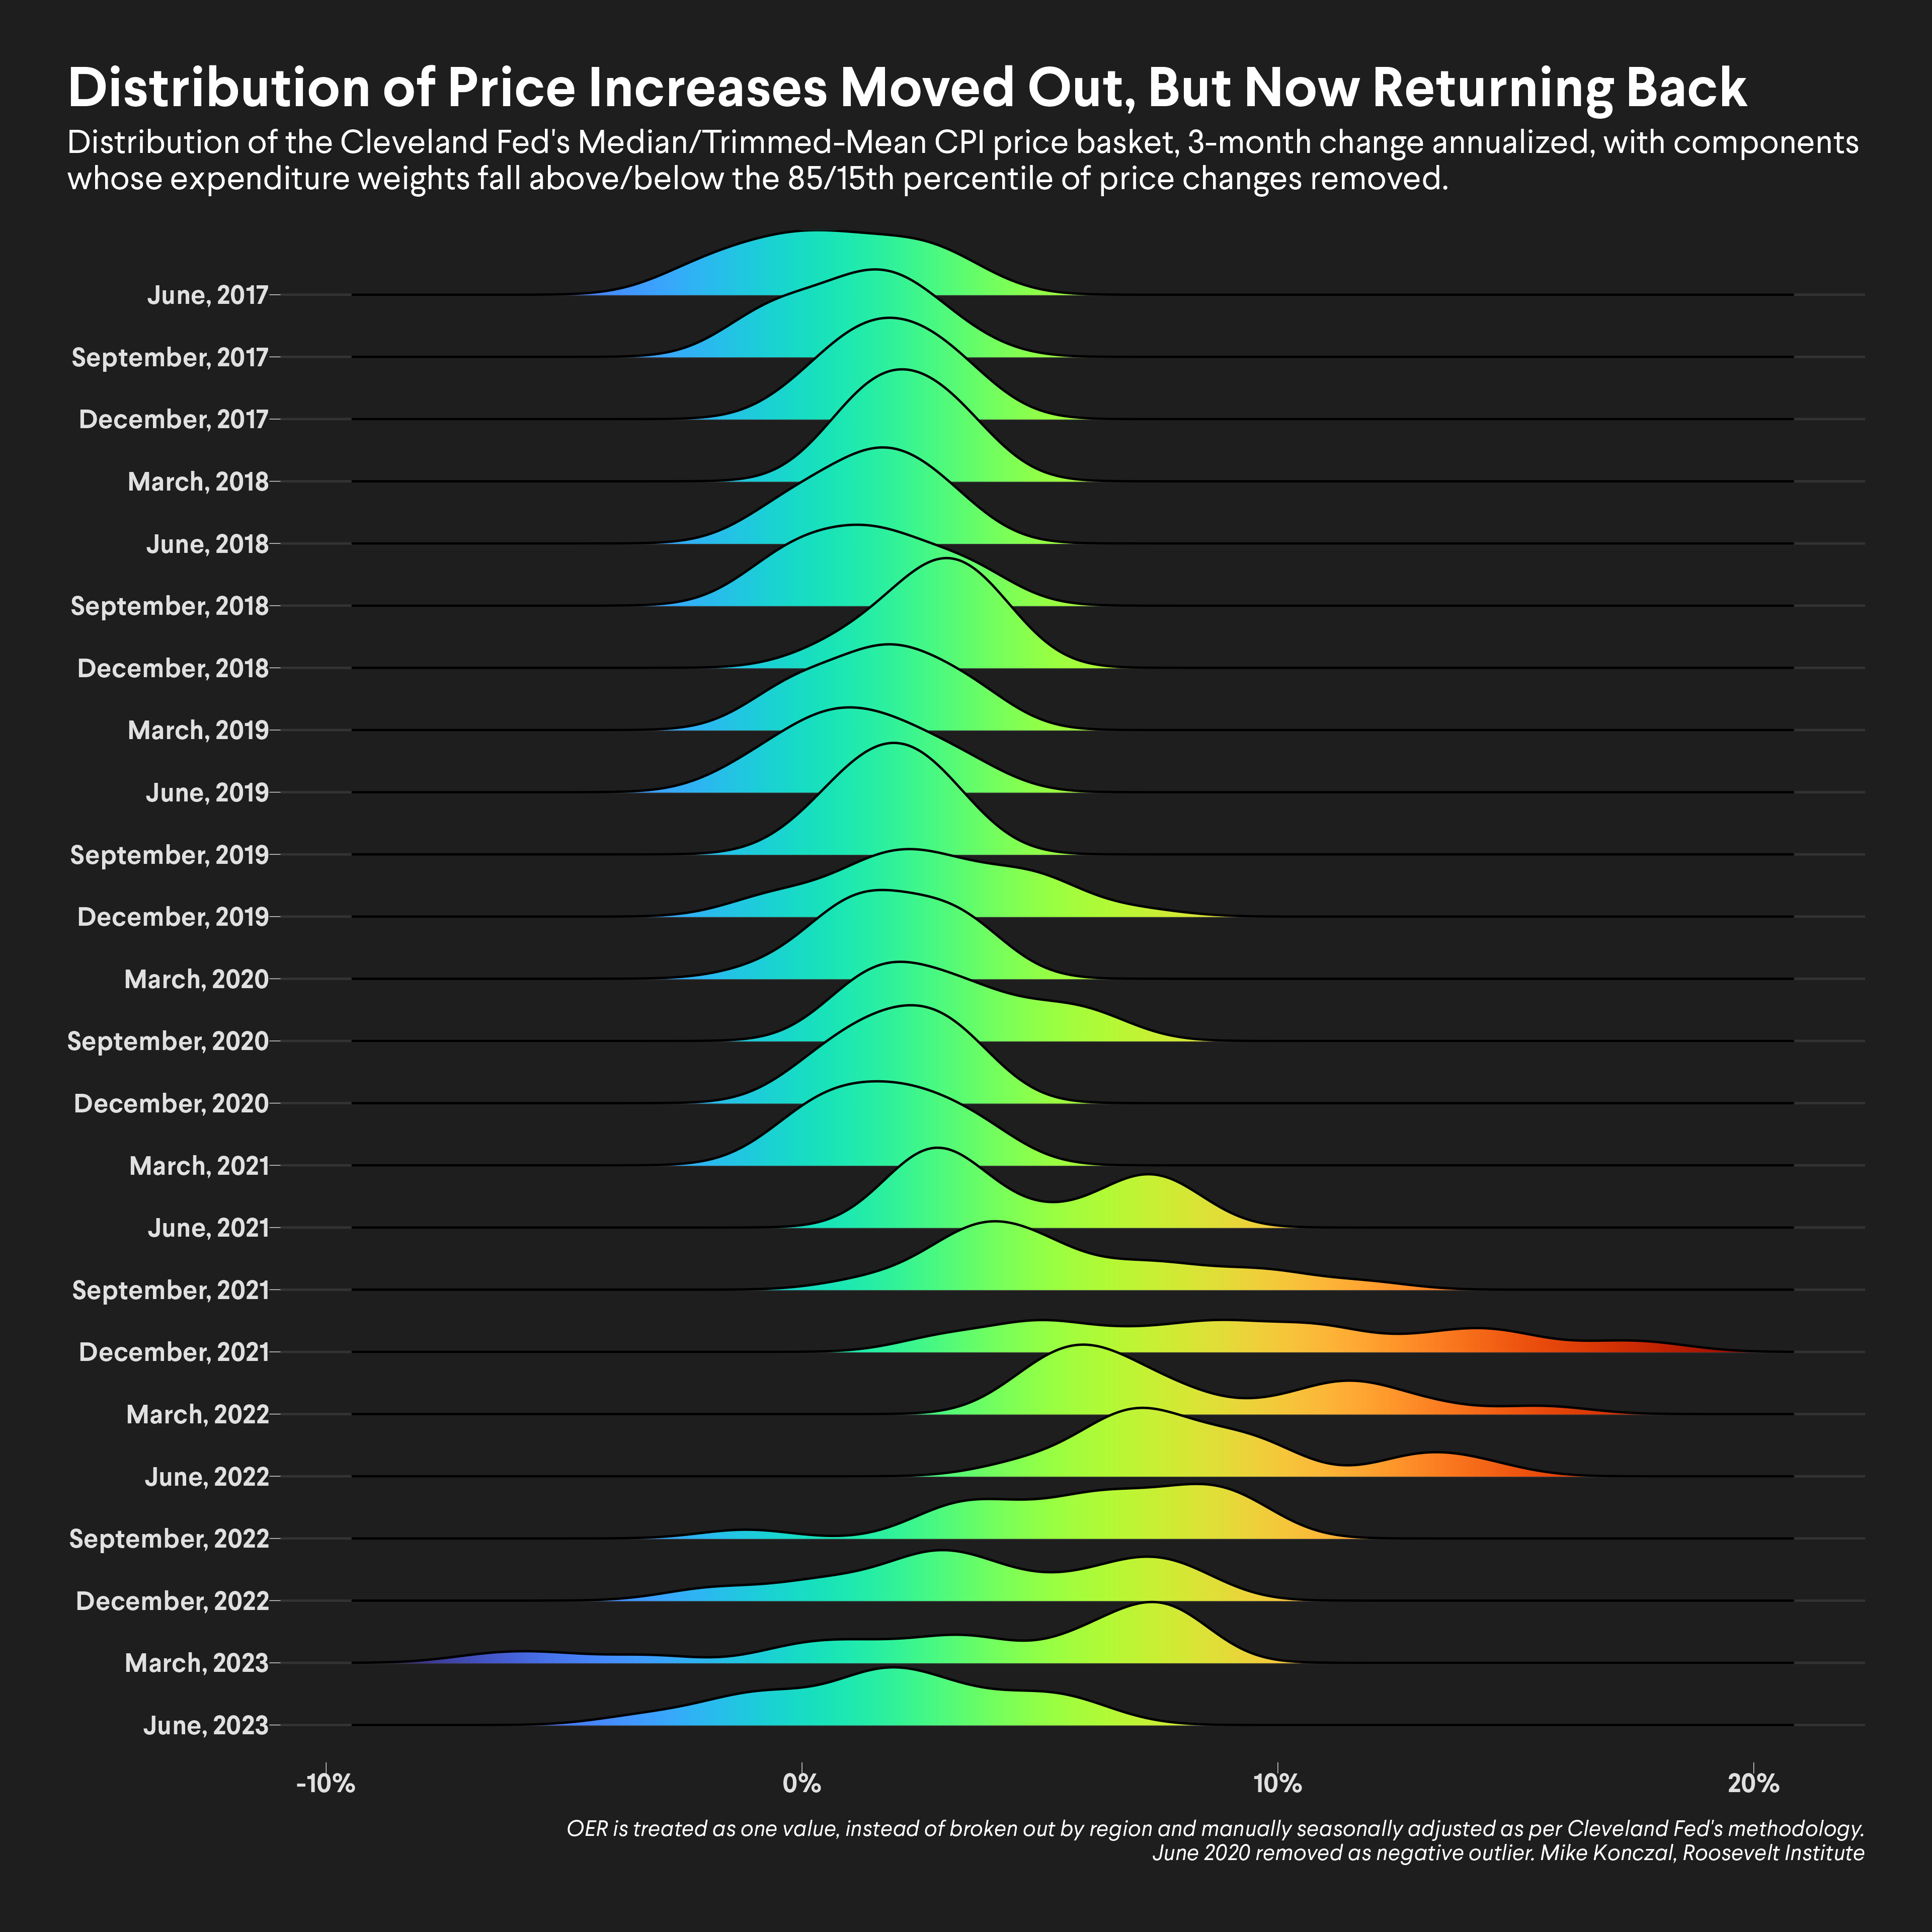 Distribution of Price Increases Moved Out, But Now Returning Back
Distribution of the Cleveland Fed's Median/Trimmed-Mean CPI price basket, 3-month change annualized, with components
whose expenditure weights fall above/below the 85/15th percentile of price changes removed.
June, 2017
September, 2017
December, 2017
March, 2018
June, 2018
September, 2018
December, 2018
March, 2019
June, 2019
September, 2019
December, 2019
March, 2020
September, 2020
December, 2020
March, 2021
June, 2021
September, 2021
December, 2021
March, 2022
June, 2022
September, 2022
December, 2022
March, 2023
June, 2023
-10% 0% 10% 20%
OER is treated as one value, instead of broken out by region and manually seasonally adjusted as per Cleveland Fed's methodology.
June 2020 removed as negative outlier. Mike Konczal, Roosevelt Institute